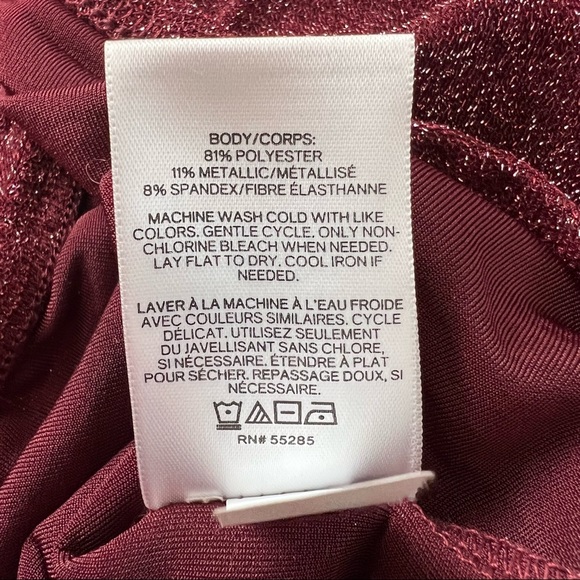 BODY/CORPS:
81% POLYESTER
11% METALLIC/MÉTALLISÉ
8% SPANDEX/FIBRE ÉLASTHANNE
MACHINE WASH COLD WITH LIKE
COLORS. GENTLE CYCLE. ONLY NON-
CHLORINE BLEACH WHEN NEEDED.
LAY FLAT TO DRY. COOL IRON IF
NEEDED.
LAVER À LA MACHINE À L'EAU FROIDE
AVEC COULEURS SIMILAIRES. CYCLE
DÉLICAT. UTILISEZ SEULEMENT
DU JAVELLISANT SANS CHLORE,
SI NÉCESSAIRE. ÉTENDRE À PLAT
POUR SÉCHER. REPASSAGE DOUX, SI
NÉCESSAIRE.
RN# 55285